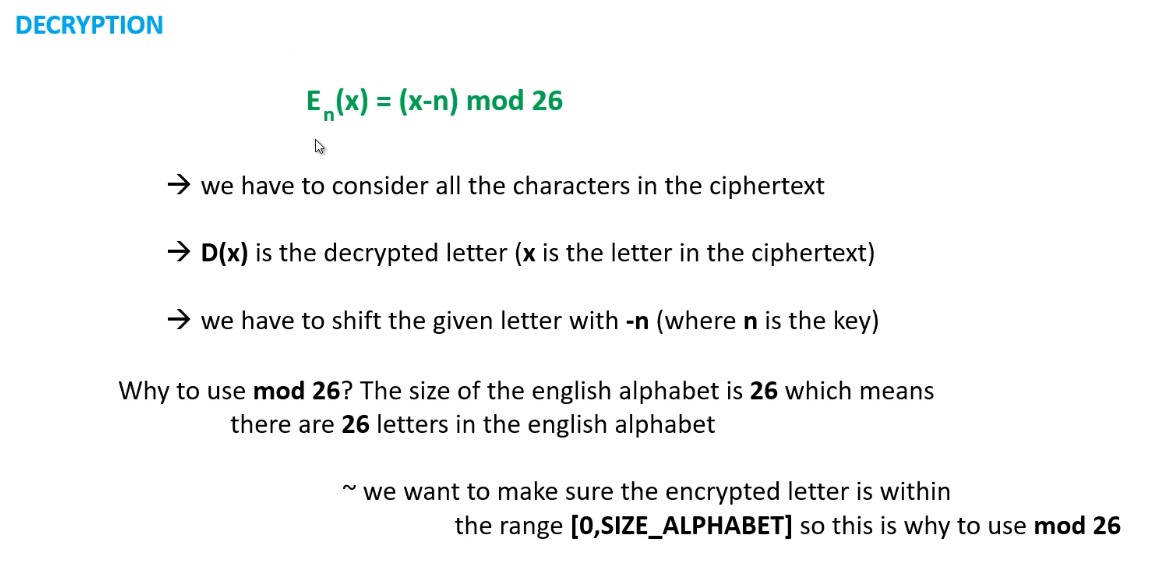 DECRYPTION
Eₙ(x) = (x-n) mod 26
→ we have to consider all the characters in the ciphertext
→ D(x) is the decrypted letter (x is the letter in the ciphertext)
→ we have to shift the given letter with -n (where n is the key)
Why to use mod 26? The size of the english alphabet is 26 which means
there are 26 letters in the english alphabet
~ we want to make sure the encrypted letter is within
the range [0,SIZE_ALPHABET] so this is why to use mod 26